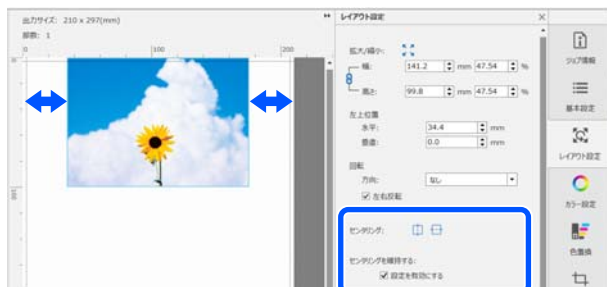 出力サイズ: 210 x 297(mm)
部数: 1
0
100
200
0
100
レイアウト設定
拡大/縮小:
幅: 141.2 mm 47.54 %
高さ: 99.8 mm 47.54 %
左上位置
水平: 34.4 mm
垂直: 0.0 mm
回転
方向: なし
左右反転
センタリング:
センタリングを維持する:
設定を有効にする
ジョブ情報
基本設定
レイアウト設定
カラー設定
色置換